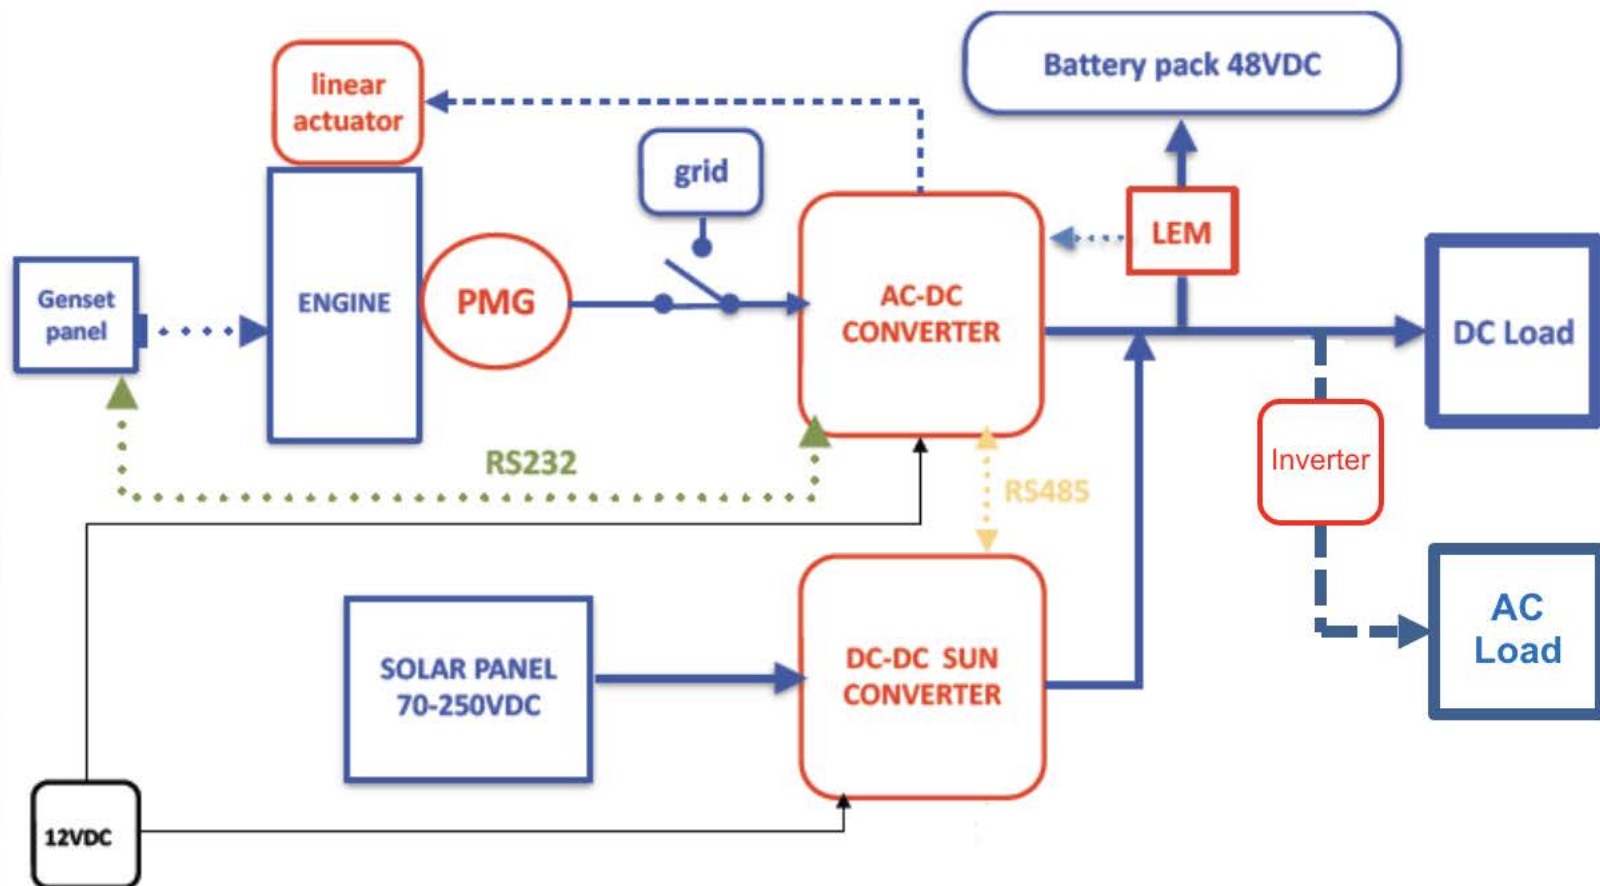 Battery pack 48VDC
linear
actuator
grid
LEM
Genset
panel
ENGINE
PMG
AC-DC
CONVERTER
DC Load
RS232
RS485
Inverter
SOLAR PANEL
70-250VDC
DC-DC SUN
CONVERTER
AC
Load
12VDC